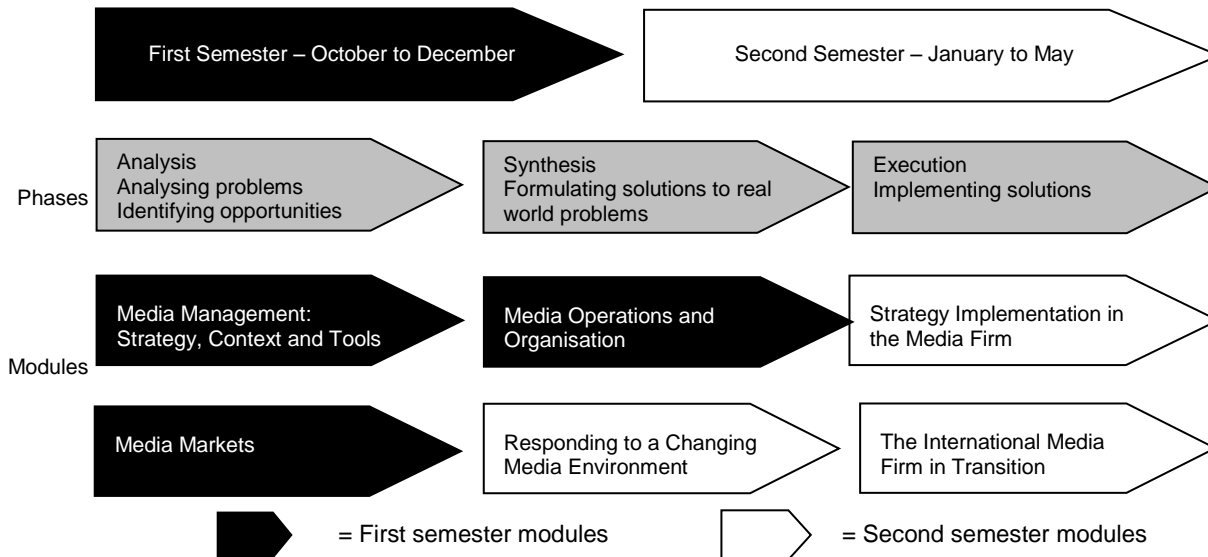 First Semester – October to December
Second Semester – January to May
Phases
Analysis
Analysing problems
Identifying opportunities
Synthesis
Formulating solutions to real
world problems
Execution
Implementing solutions
Modules
Media Management:
Strategy, Context and Tools
Media Operations and
Organisation
Strategy Implementation in
the Media Firm
Media Markets
Responding to a Changing
Media Environment
The International Media
Firm in Transition
= First semester modules
= Second semester modules